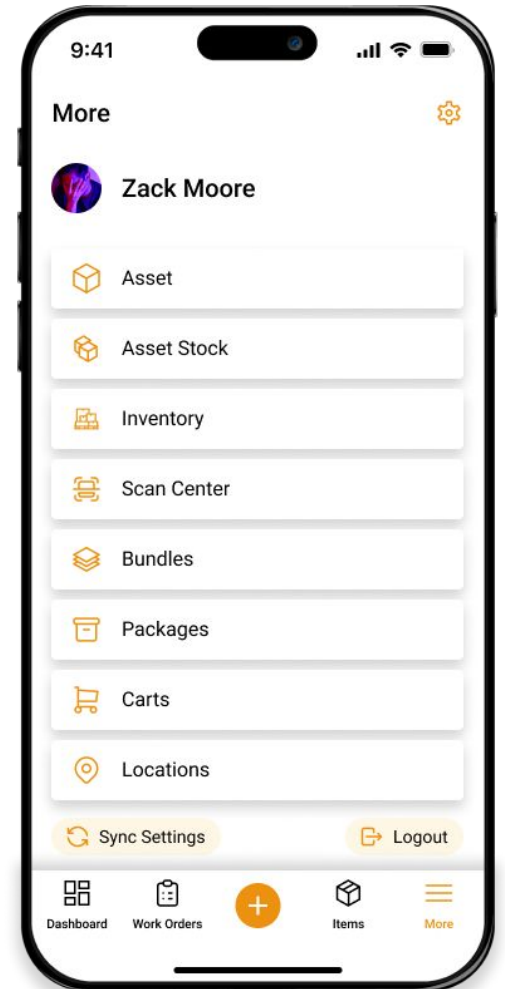 9:41
More
Zack Moore
Asset
Asset Stock
Inventory
Scan Center
Bundles
Packages
Carts
Locations
Sync Settings
Logout
Dashboard
Work Orders
Items
More